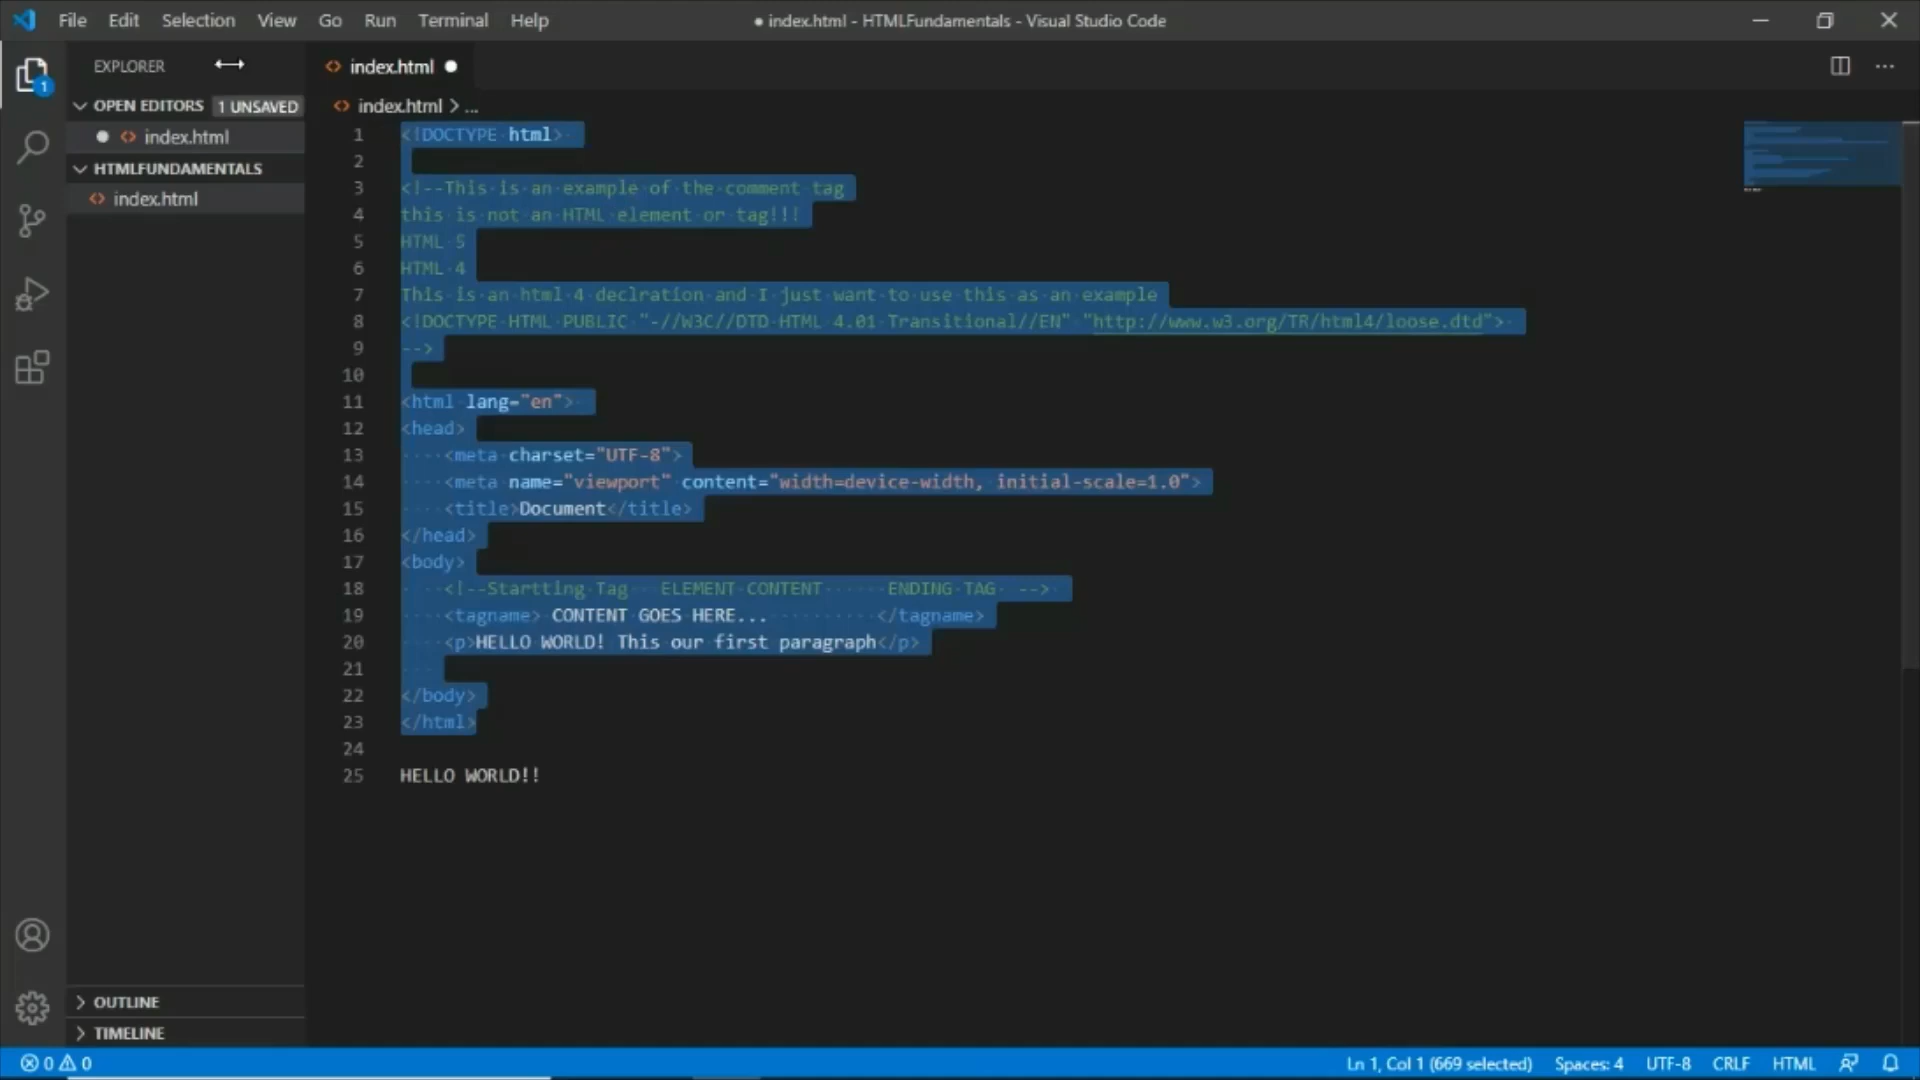 File Edit Selection View Go Run Terminal Help
● index.html - HTMLFundamentals - Visual Studio Code
EXPLORER
1
OPEN EDITORS 1 UNSAVED
index.html
HTMLFUNDAMENTALS
index.html
index.html
index.html > ...
1 <!DOCTYPE html>
2
3 <!--This is an example of the comment tag
4 this is not an HTML element or tag!!!
5 HTML 5
6 HTML 4
7 This is an html 4 declration and I just want to use this as an example
8 <!DOCTYPE HTML PUBLIC "-//W3C//DTD HTML 4.01 Transitional//EN" "http://www.w3.org/TR/html4/loose.dtd">
9 -->
10
11 <html lang="en">
12 <head>
13 <meta charset="UTF-8">
14 <meta name="viewport" content="width=device-width, initial-scale=1.0">
15 <title>Document</title>
16 </head>
17 <body>
18 <!--Startting Tag ELEMENT CONTENT ENDING TAG -->
19 <tagname> CONTENT GOES HERE... </tagname>
20 <p>HELLO WORLD! This our first paragraph</p>
21
22 </body>
23 </html>
24
25 HELLO WORLD!!
OUTLINE
TIMELINE
0 0
Ln 1, Col 1 (669 selected) Spaces: 4 UTF-8 CRLF HTML